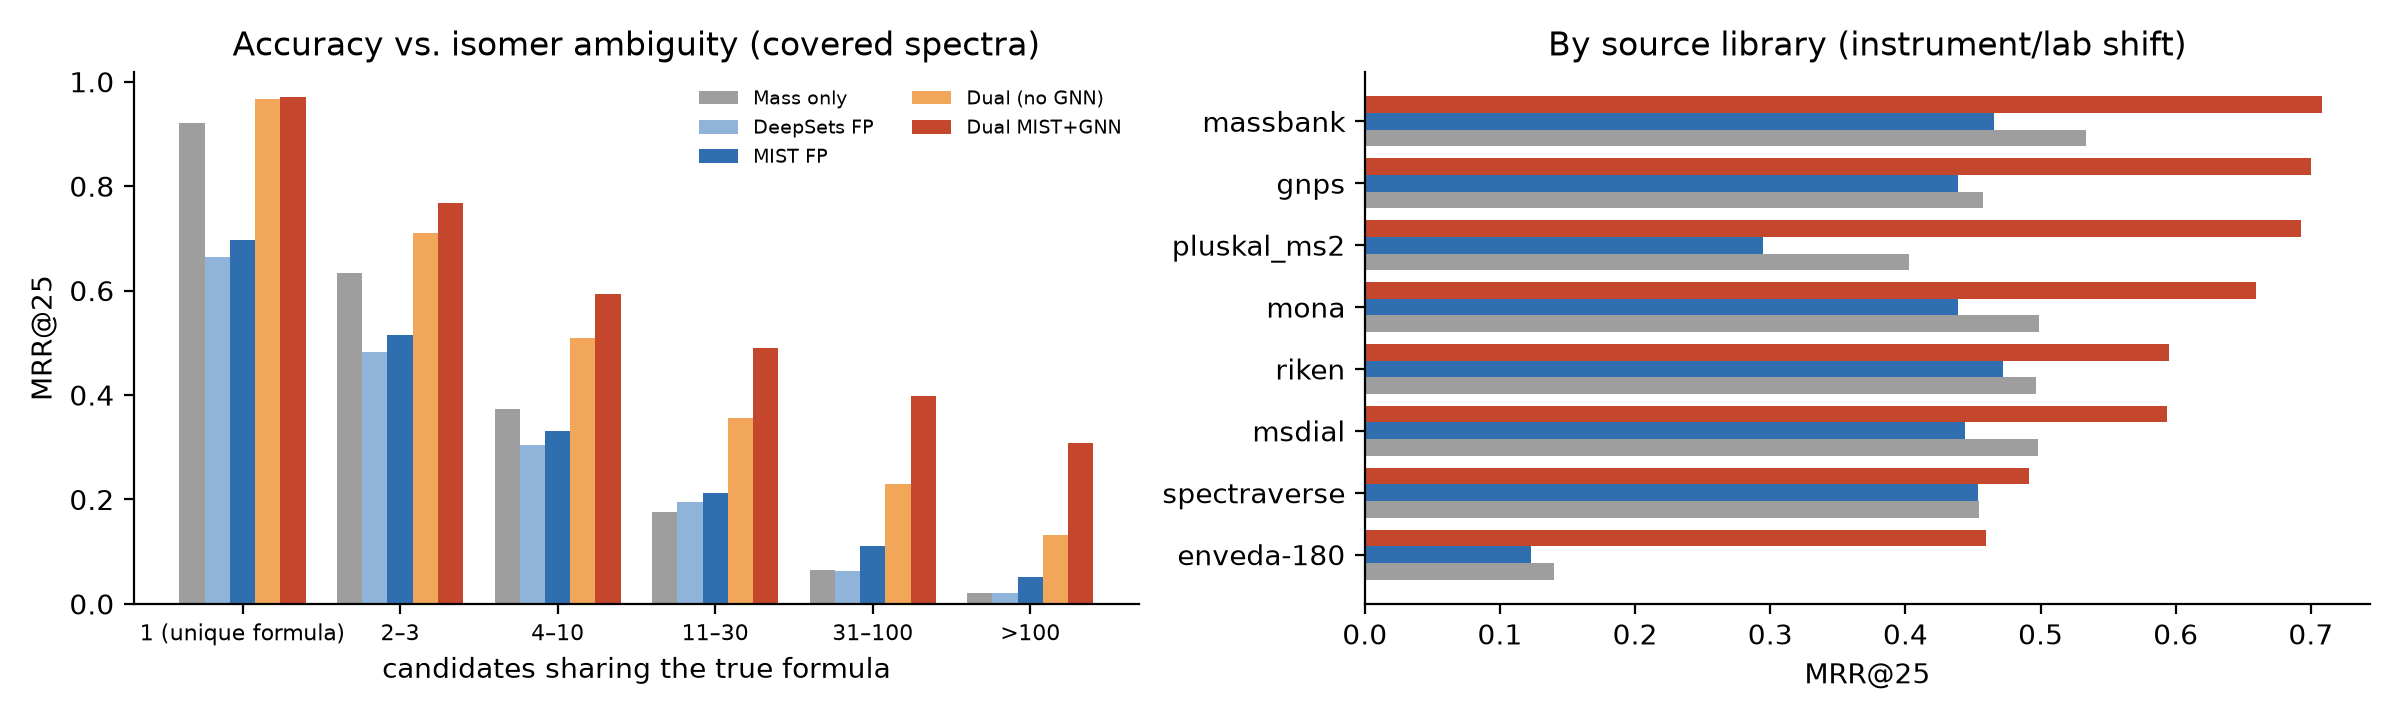 Accuracy vs. isomer ambiguity (covered spectra)
MRR@25
1.0
0.8
0.6
0.4
0.2
0.0
Mass only
DeepSets FP
MIST FP
Dual (no GNN)
Dual MIST+GNN
1 (unique formula) 2–3 4–10 11–30 31–100 >100
candidates sharing the true formula
By source library (instrument/lab shift)
massbank
gnps
pluskal_ms2
mona
riken
msdial
spectraverse
enveda-180
0.0 0.1 0.2 0.3 0.4 0.5 0.6 0.7
MRR@25